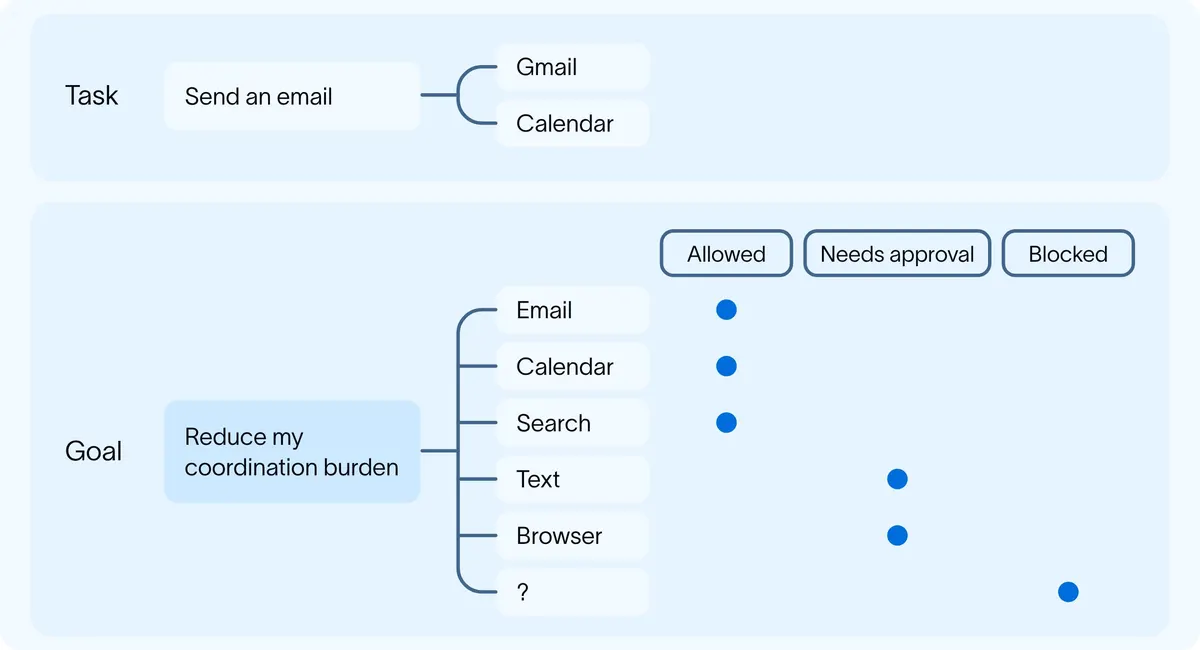 Task
Send an email
Gmail
Calendar
Allowed
Needs approval
Blocked
Email
Calendar
Search
Text
Browser
?
Goal
Reduce my
coordination burden